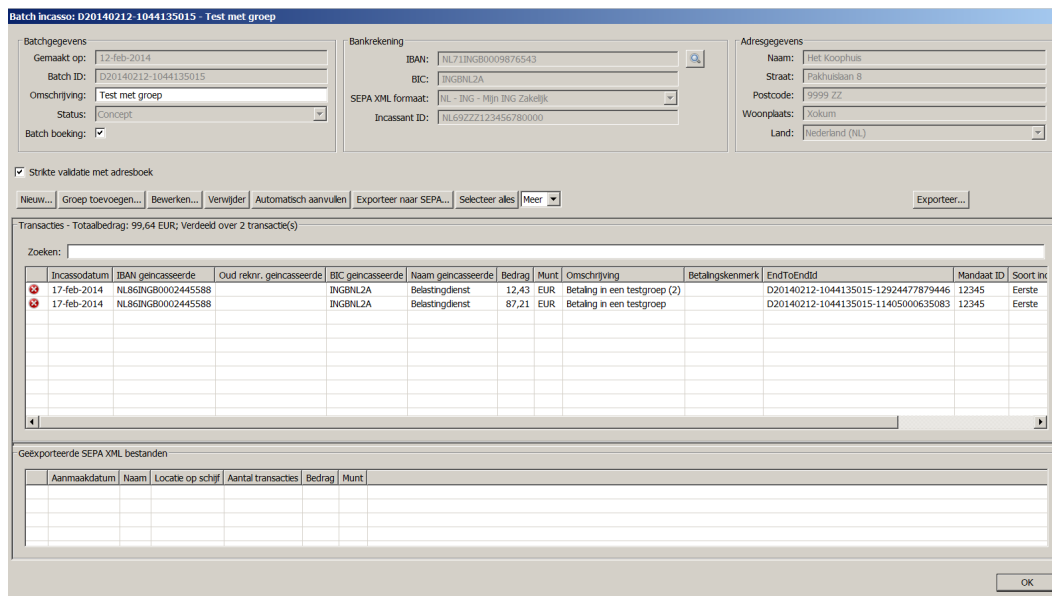 Batch incasso: D20140212-1044135015 - Test met groep
Batchgegevens
Gemaakt op: 12-feb-2014
Batch ID: D20140212-1044135015
Omschrijving: Test met groep
Status: Concept
Batch boeking:
Bankrekening
IBAN: NL71INGB0009876543
BIC: INGBNL2A
SEPA XML formaat: NL - ING - Mijn ING Zakelijk
Incassant ID: NL69ZZZ123456780000
Adresgegevens
Naam: Het Koophuis
Straat: Pakhuislaan 8
Postcode: 9999 ZZ
Woonplaats: Xokum
Land: Nederland (NL)
Strikte validatie met adresboek
Nieuw... Groep toevoegen... Bewerken... Verwijder Automatisch aanvullen Exporteer naar SEPA... Selecteer alles Meer Exporteer...
Transacties - Totaalbedrag: 99,64 EUR; Verdeeld over 2 transactie(s)
Zoeken:
Incassodatum IBAN geincasseerde Oud reknr. geincasseerde BIC geincasseerde Naam geincasseerde Bedrag Munt Omschrijving Betalingskenmerk EndToEndId Mandaat ID Soort inc
17-feb-2014 NL86INGB0002445588 INGBNL2A Belastingdienst 12,43 EUR Betaling in een testgroep (2) D20140212-1044135015-12924477879446 12345 Eerste
17-feb-2014 NL86INGB0002445588 INGBNL2A Belastingdienst 87,21 EUR Betaling in een testgroep D20140212-1044135015-11405000635083 12345 Eerste
Geëxporteerde SEPA XML bestanden
Aanmaakdatum Naam Locatie op schijf Aantal transacties Bedrag Munt
OK